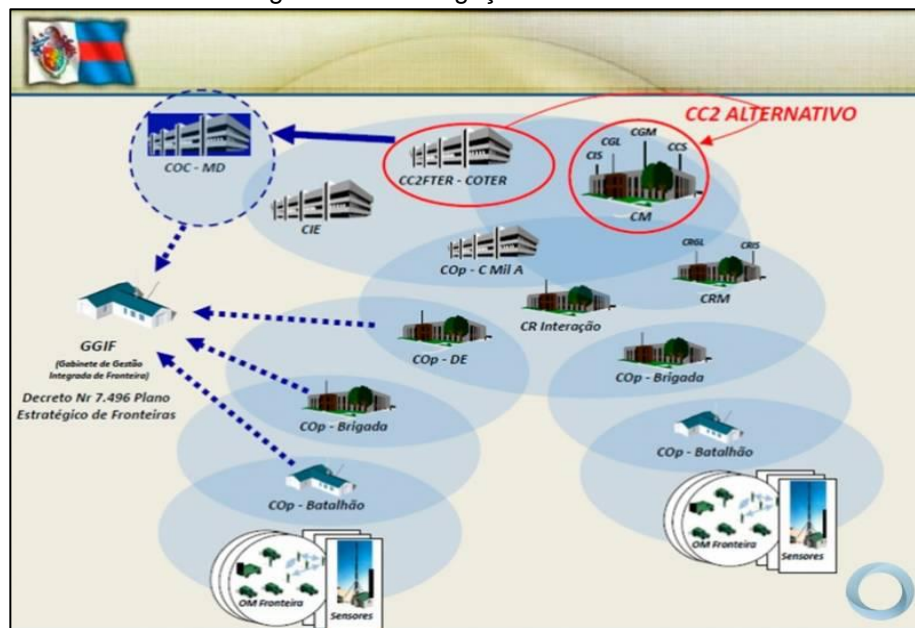 CC2 ALTERNATIVO
CGM
CGL
CCS
CIS
COC - MD
CC2FTER - COTER
CM
CIE
COp - C Mil A
CRGL
CRIS
CRM
CR Interação
GGIF
(Gabinete de Gestão
Integrada de Fronteira)
Decreto Nr 7.496 Plano
Estratégico de Fronteiras
COp - DE
COp - Brigada
COp - Brigada
COp - Batalhão
COp - Batalhão
OM Fronteira
Sensores
OM Fronteira
Sensores